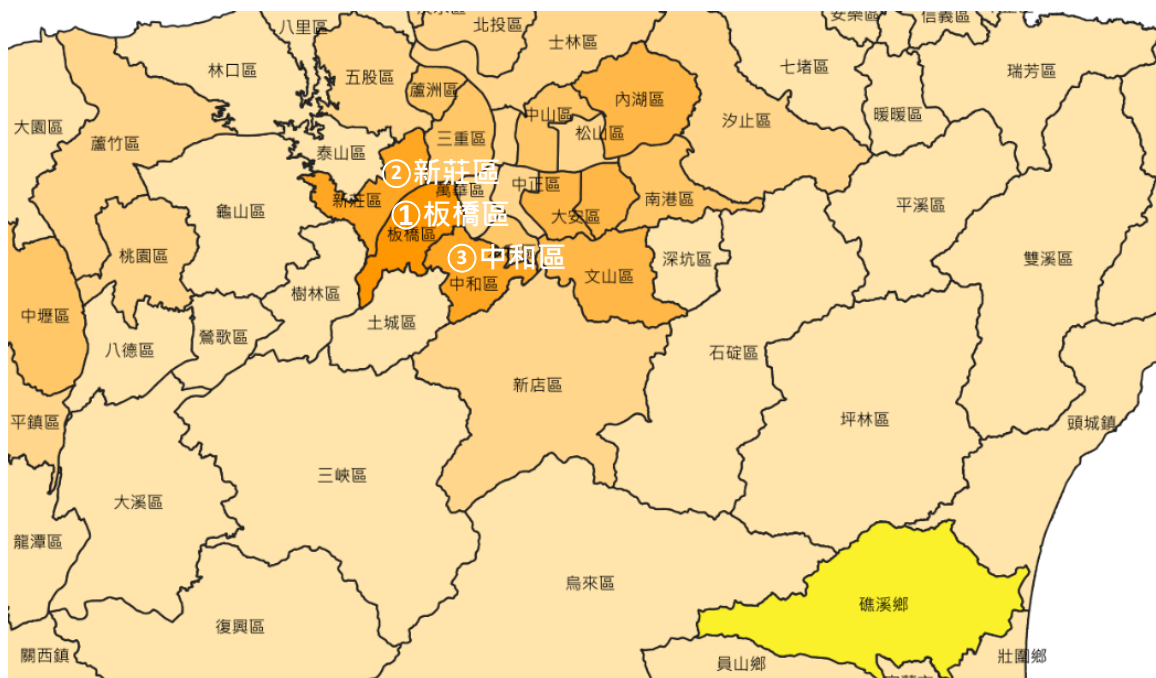 八里區
北投區
安樂區
信義區
士林區
林口區
五股區
七堵區
瑞芳區
蘆洲區
內湖區
大園區
中山區
暖暖區
汐止區
蘆竹區
三重區
松山區
泰山區
②新莊區
中正區
萬華區
新莊區
南港區
平溪區
龜山區
①板橋區
大安區
板橋區
桃園區
③中和區
深坑區
雙溪區
文山區
中和區
樹林區
中壢區
土城區
鶯歌區
八德區
石碇區
新店區
坪林區
平鎮區
頭城鎮
三峽區
大溪區
龍潭區
烏來區
礁溪鄉
復興區
關西鎮
員山鄉
壯圍鄉